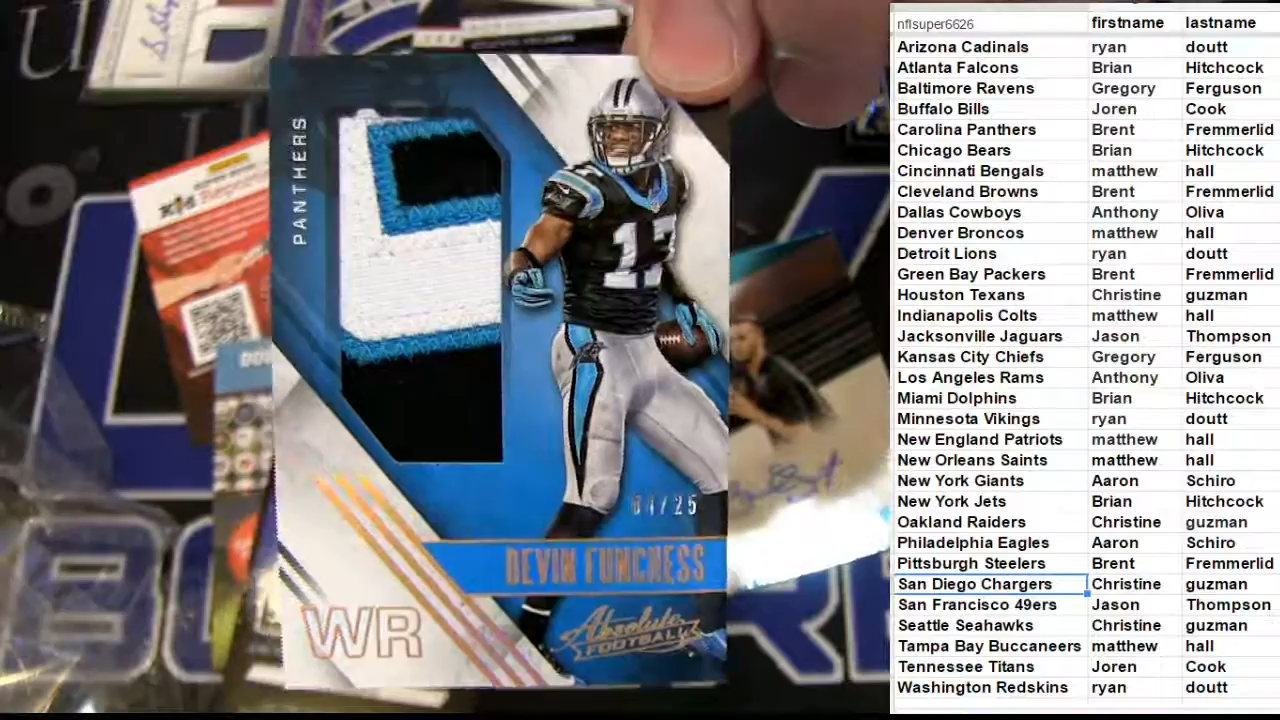 PANTHERS
17
04/25
DEVIN FUNCHESS
WR
Absolute
FOOTBALL
nflsuper6626 firstname lastname
Arizona Cadinals ryan doutt
Atlanta Falcons Brian Hitchcock
Baltimore Ravens Gregory Ferguson
Buffalo Bills Joren Cook
Carolina Panthers Brent Fremmerlid
Chicago Bears Brian Hitchcock
Cincinnati Bengals matthew hall
Cleveland Browns Brent Fremmerlid
Dallas Cowboys Anthony Oliva
Denver Broncos matthew hall
Detroit Lions ryan doutt
Green Bay Packers Brent Fremmerlid
Houston Texans Christine guzman
Indianapolis Colts matthew hall
Jacksonville Jaguars Jason Thompson
Kansas City Chiefs Gregory Ferguson
Los Angeles Rams Anthony Oliva
Miami Dolphins Brian Hitchcock
Minnesota Vikings ryan doutt
New England Patriots matthew hall
New Orleans Saints matthew hall
New York Giants Aaron Schiro
New York Jets Brian Hitchcock
Oakland Raiders Christine guzman
Philadelphia Eagles Aaron Schiro
Pittsburgh Steelers Brent Fremmerlid
San Diego Chargers Christine guzman
San Francisco 49ers Jason Thompson
Seattle Seahawks Christine guzman
Tampa Bay Buccaneers matthew hall
Tennessee Titans Joren Cook
Washington Redskins ryan doutt